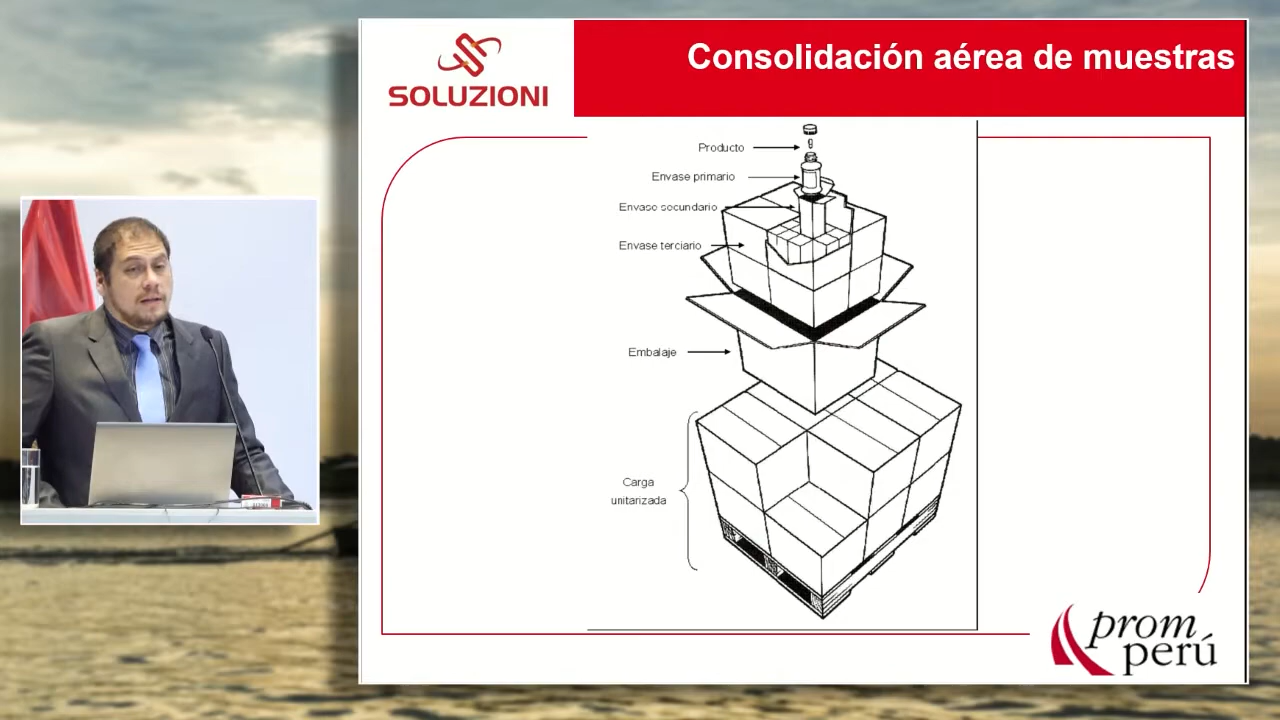 SOLUZIONI
Consolidación aérea de muestras
Producto
Envase primario
Envase secundario
Envase terciario
Embalaje
Carga
unitarizada
prom
perú